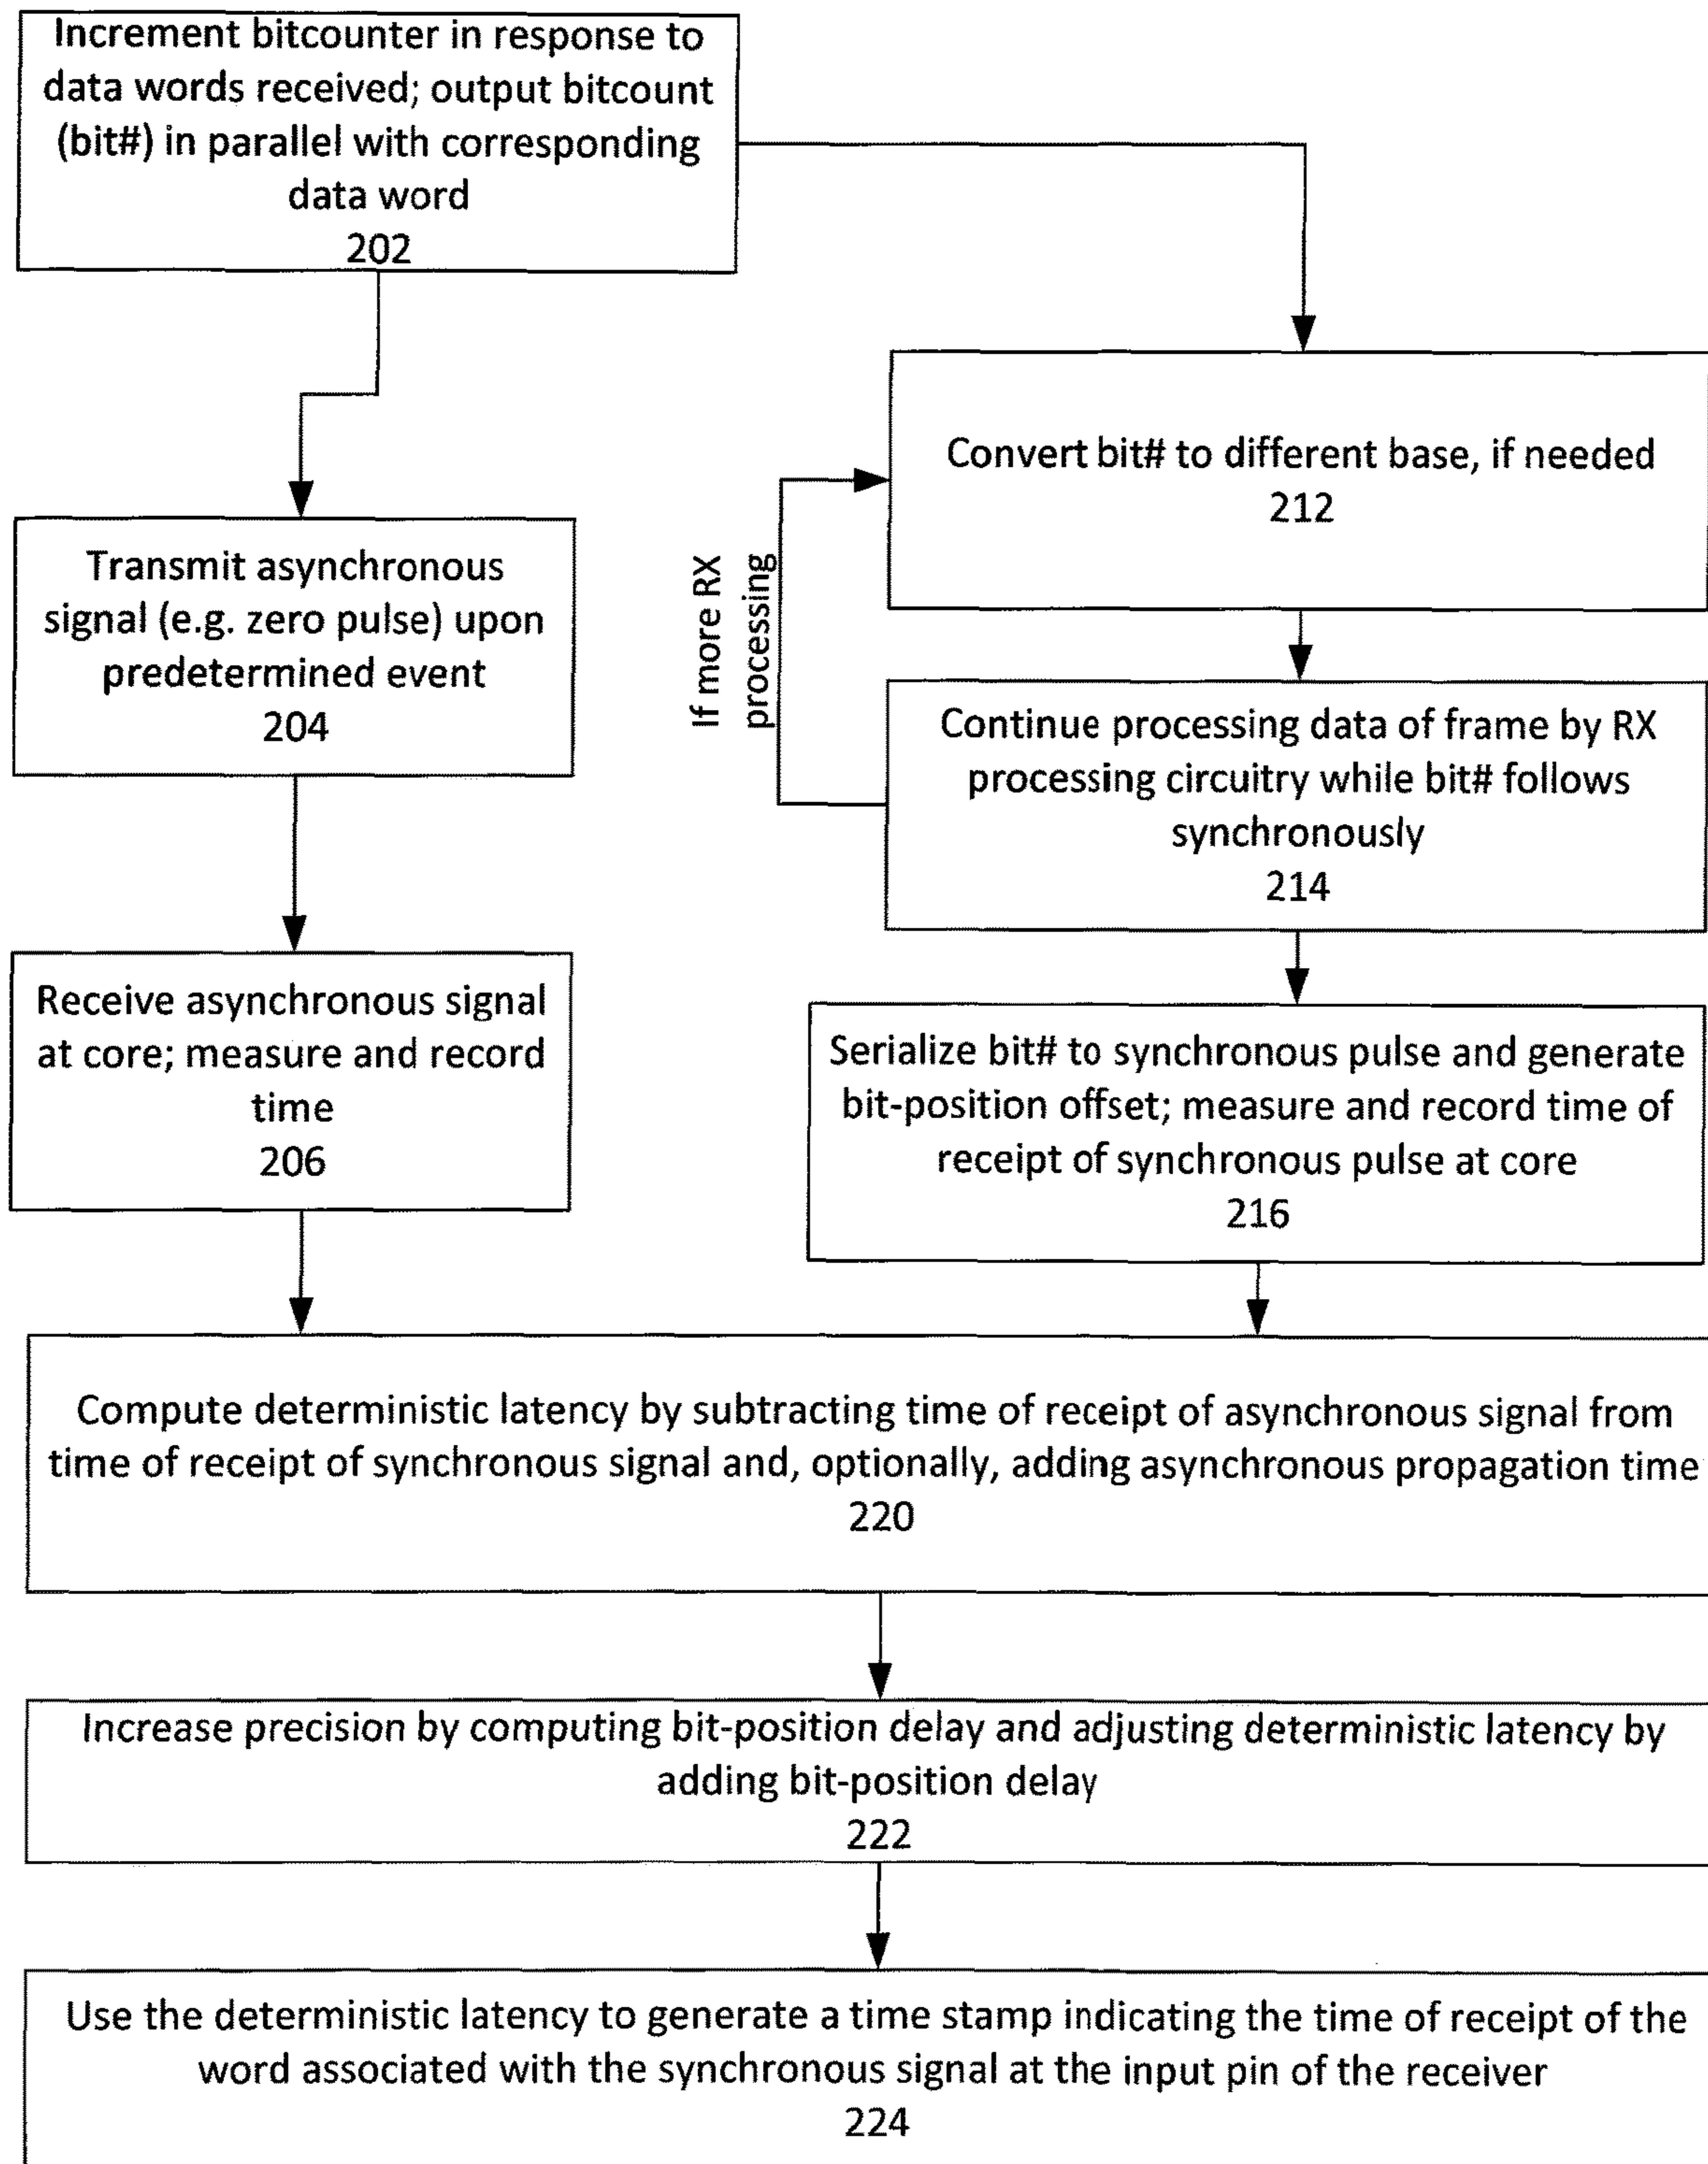 Increment bitcounter in response to
data words received; output bitcount
(bit#) in parallel with corresponding
data word
202
Transmit asynchronous
signal (e.g. zero pulse) upon
predetermined event
204
Receive asynchronous signal
at core; measure and record
time
206
Convert bit# to different base, if needed
212
If more RX
processing
Continue processing data of frame by RX
processing circuitry while bit# follows
synchronously
214
Serialize bit# to synchronous pulse and generate
bit-position offset; measure and record time of
receipt of synchronous pulse at core
216
Compute deterministic latency by subtracting time of receipt of asynchronous signal from
time of receipt of synchronous signal and, optionally, adding asynchronous propagation time
220
Increase precision by computing bit-position delay and adjusting deterministic latency by
adding bit-position delay
222
Use the deterministic latency to generate a time stamp indicating the time of receipt of the
word associated with the synchronous signal at the input pin of the receiver
224